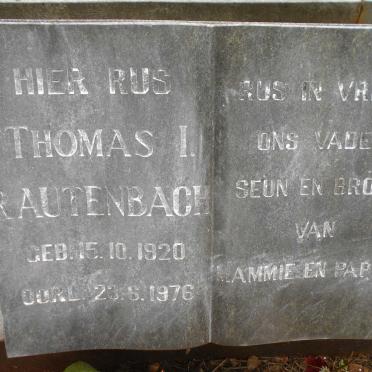 HIER RUS
THOMAS I.
RAUTENBACH
GEB. 15.10.1920
OORL. 23.6.1976
RUS IN VRE
ONS VADE
SEUN EN BRO
VAN
MAMMIE EN PAP